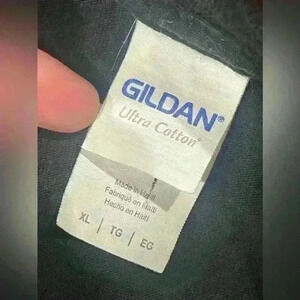 GILDAN®
Ultra Cotton®
Made in Haiti
Fabriqué en Haïti
Hecho en Haití
XL / TG / EG